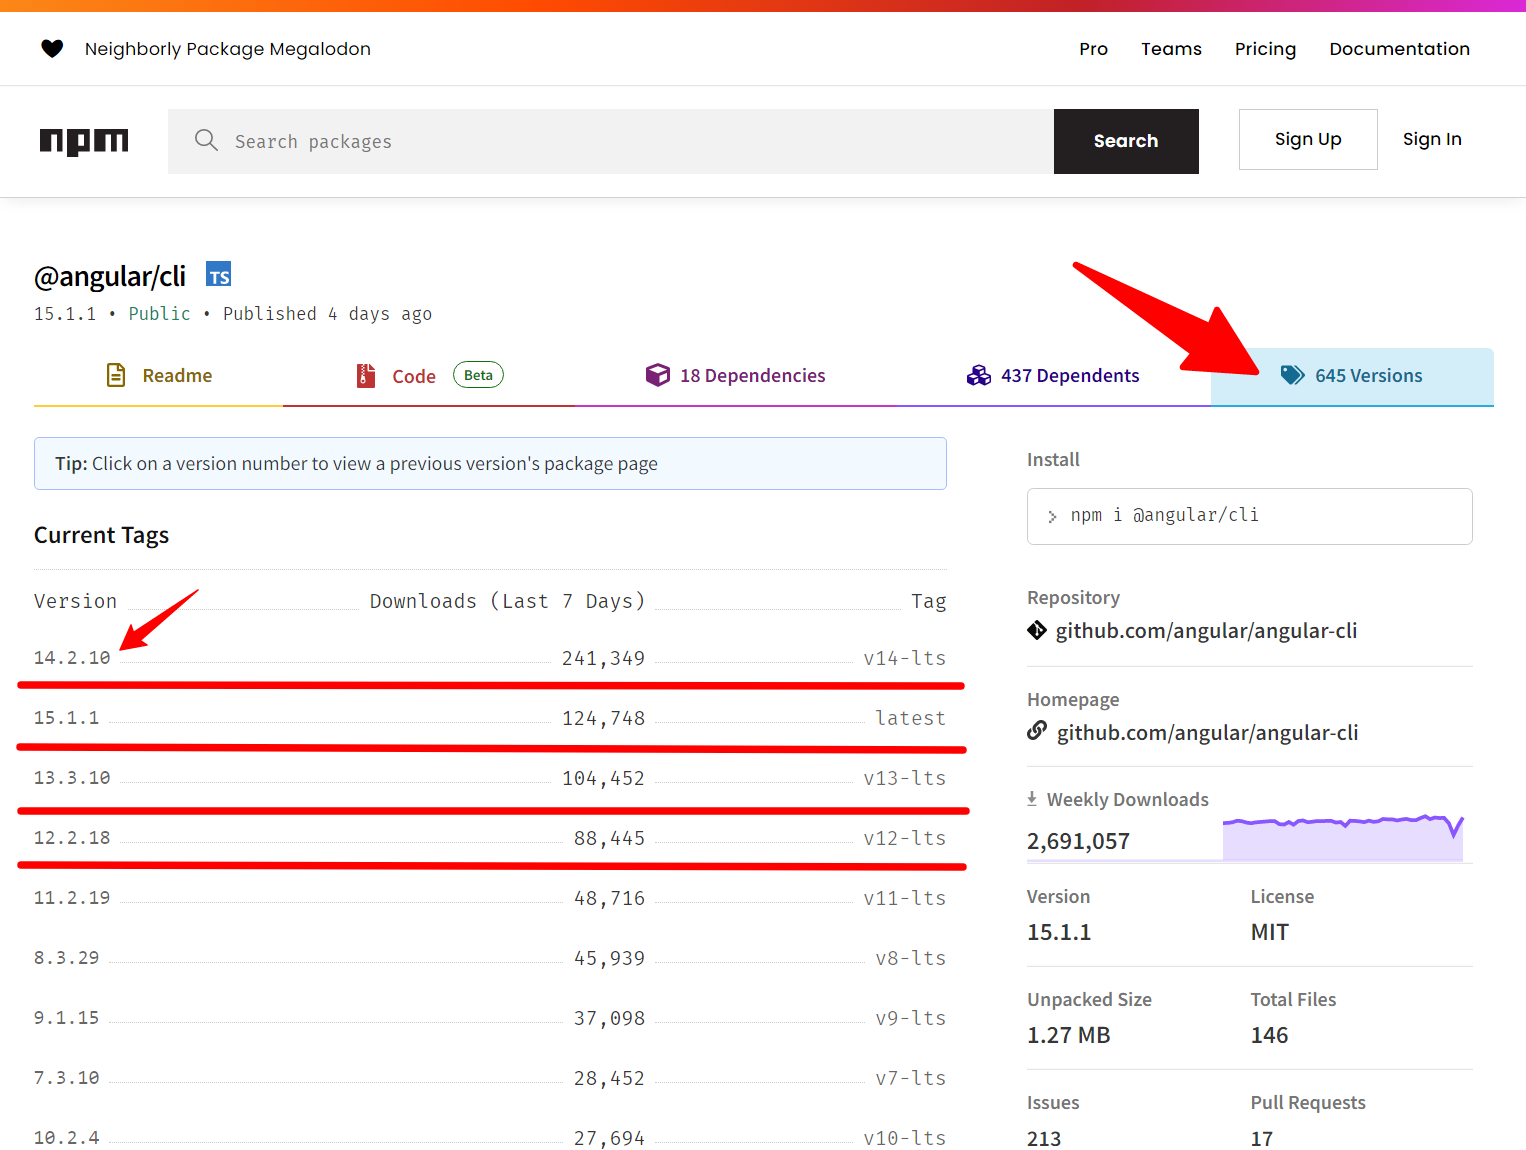 Neighborly Package Megalodon
Pro Teams Pricing Documentation
npm
Search packages
Search
Sign Up
Sign In
@angular/cli TS
15.1.1 • Public • Published 4 days ago
Readme
Code Beta
18 Dependencies
437 Dependents
645 Versions
Tip: Click on a version number to view a previous version's package page
Current Tags
Version Downloads (Last 7 Days) Tag
14.2.10 241,349 v14-lts
15.1.1 124,748 latest
13.3.10 104,452 v13-lts
12.2.18 88,445 v12-lts
11.2.19 48,716 v11-lts
8.3.29 45,939 v8-lts
9.1.15 37,098 v9-lts
7.3.10 28,452 v7-lts
10.2.4 27,694 v10-lts
Install
> npm i @angular/cli
Repository
github.com/angular/angular-cli
Homepage
github.com/angular/angular-cli
Weekly Downloads
2,691,057
Version License
15.1.1 MIT
Unpacked Size Total Files
1.27 MB 146
Issues Pull Requests
213 17